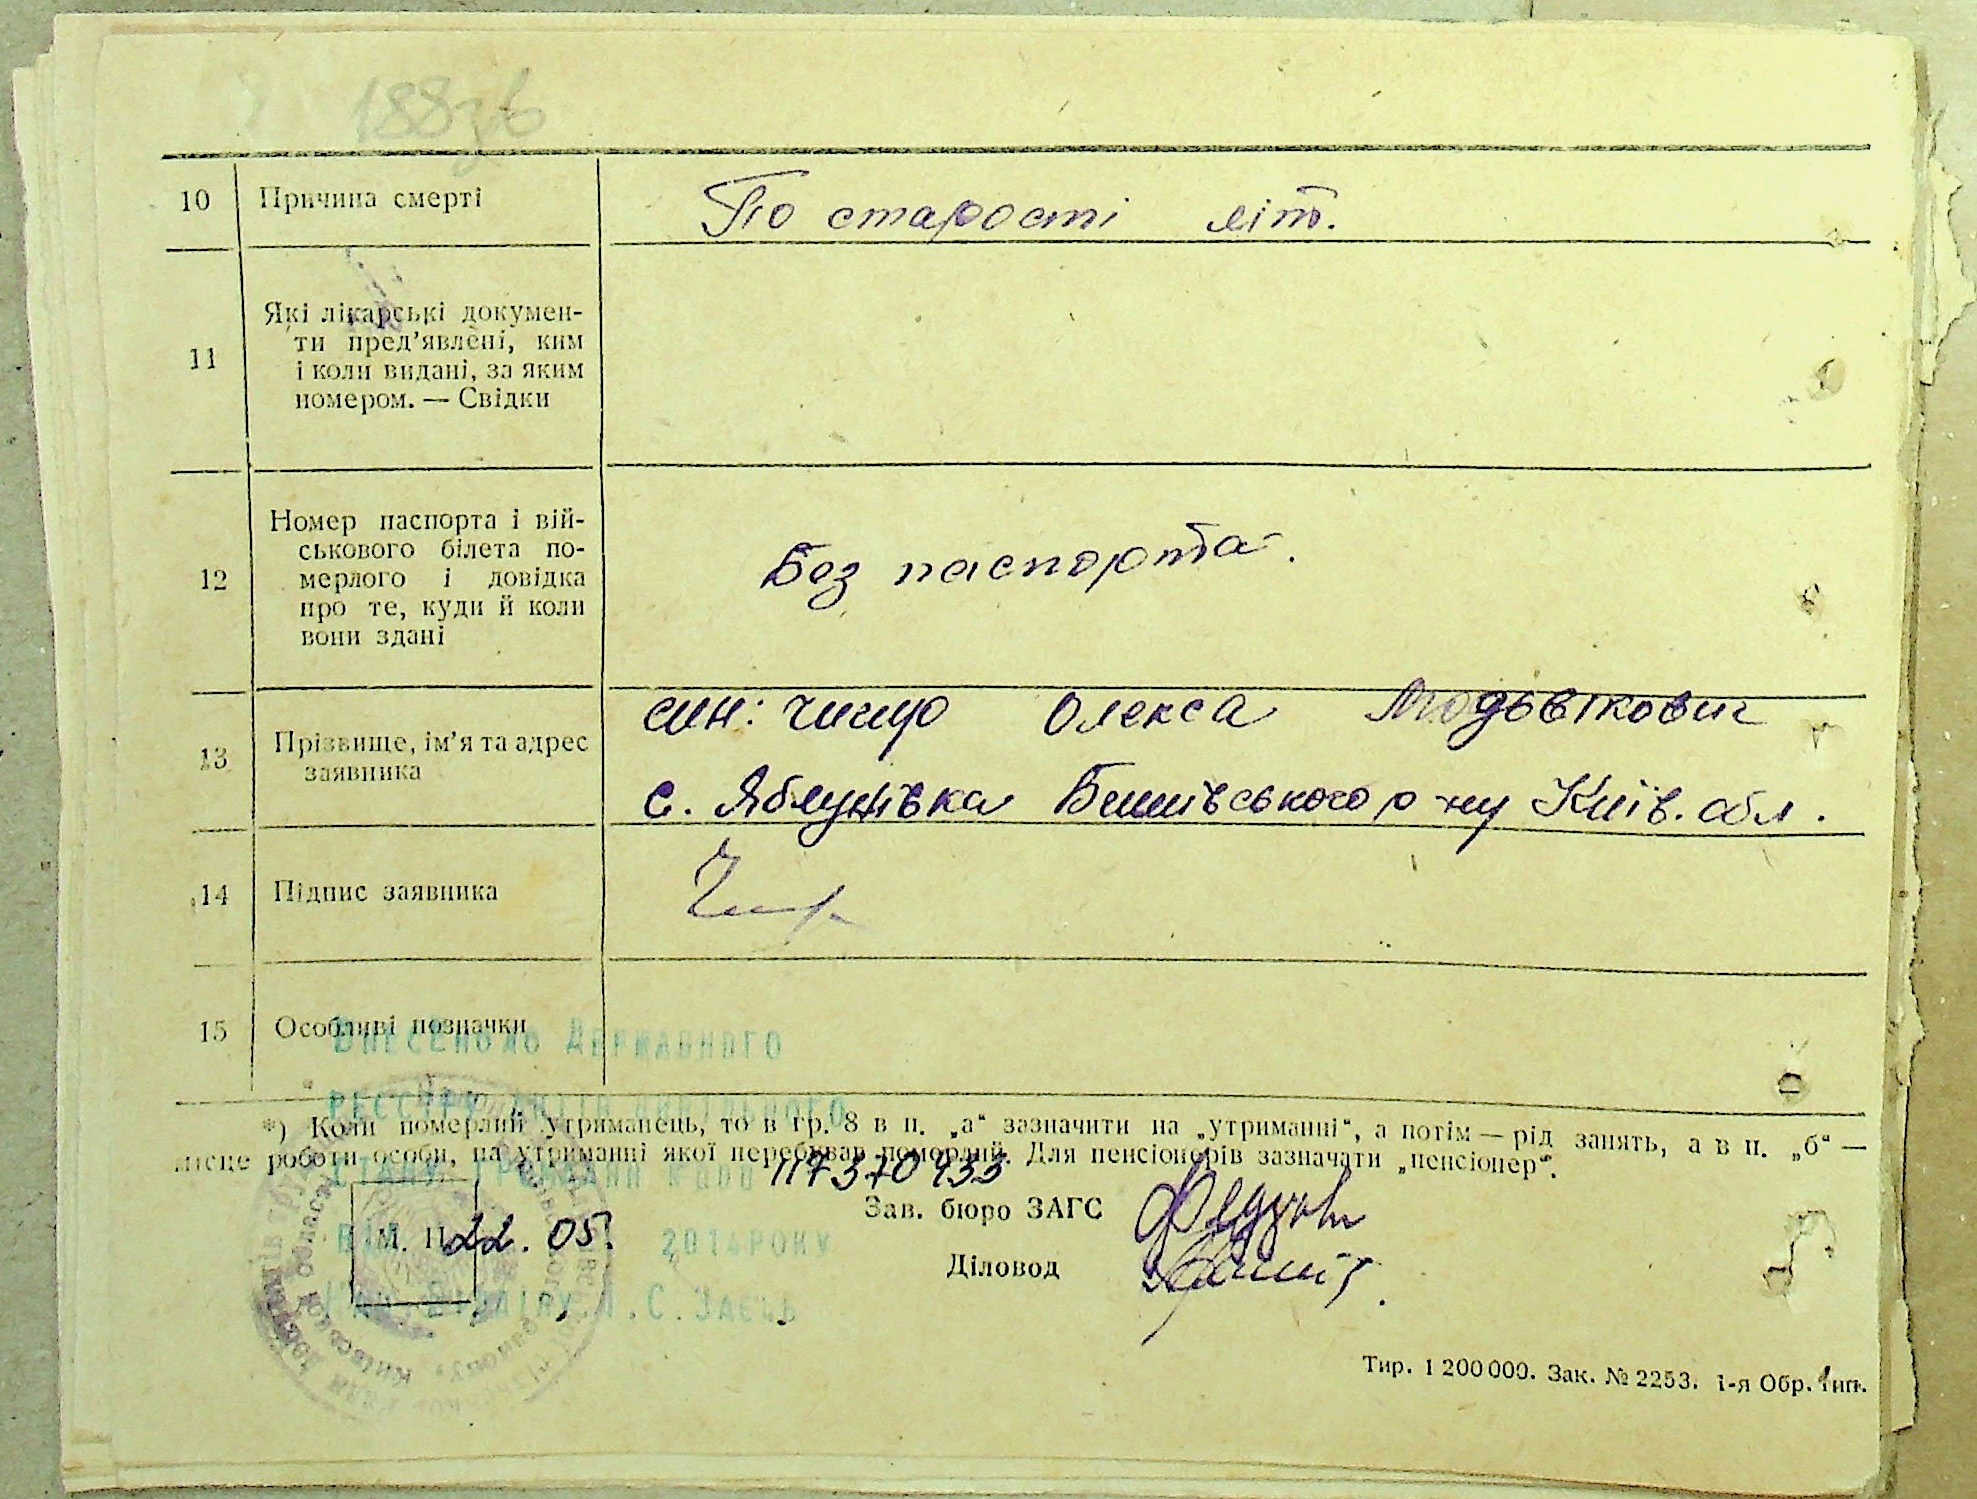 188зв
10 Причина смерті По старості літ.
11 Які лікарські докумен-
ти пред'явлені, ким
і коли видані, за яким
номером. — Свідки
12 Номер паспорта і вій-
ськового білета по-
мерлого і довідка
про те, куди й коли
вони здані
Без паспорта.
13 Прізвище, ім'я та адрес
заявника
син: Олекса
с. Яблунівка Бишівського р-ну Київ. обл.
14 Підпис заявника
15 Особливі позначки
Внесено до Державного
реєстру актів цивільного
стану громадян
*) Коли померлий утриманець, то в гр. 8 в п. „а“ зазначити на „утриманні“, а потім — рід занять, а в п. „б“ —
місце роботи особи, на утриманні якої перебував померлий. Для пенсіонерів зазначати „пенсіонер“.
Зав. бюро ЗАГС
М. П. 22.05. 2014 року
Діловод
відділу .С.Заєць
Тир. 1 200 000. Зак. № 2253. 1-я Обр. тип.